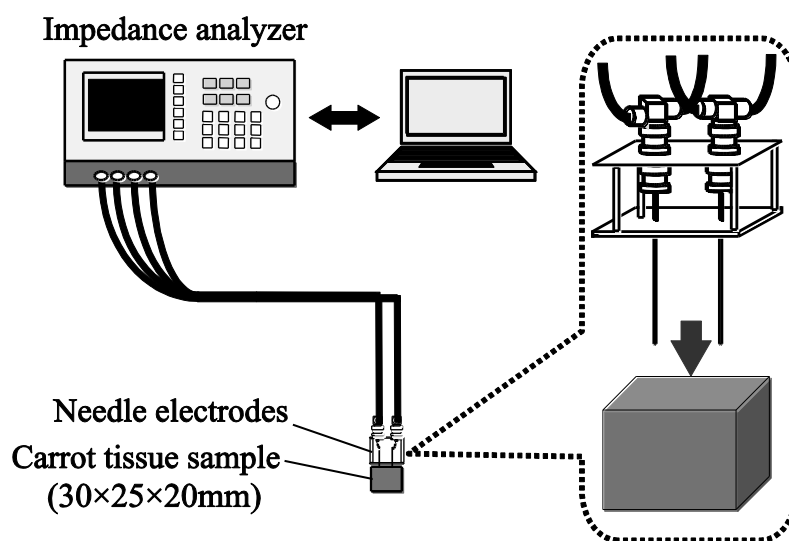 Impedance analyzer
Needle electrodes
Carrot tissue sample
(30×25×20mm)